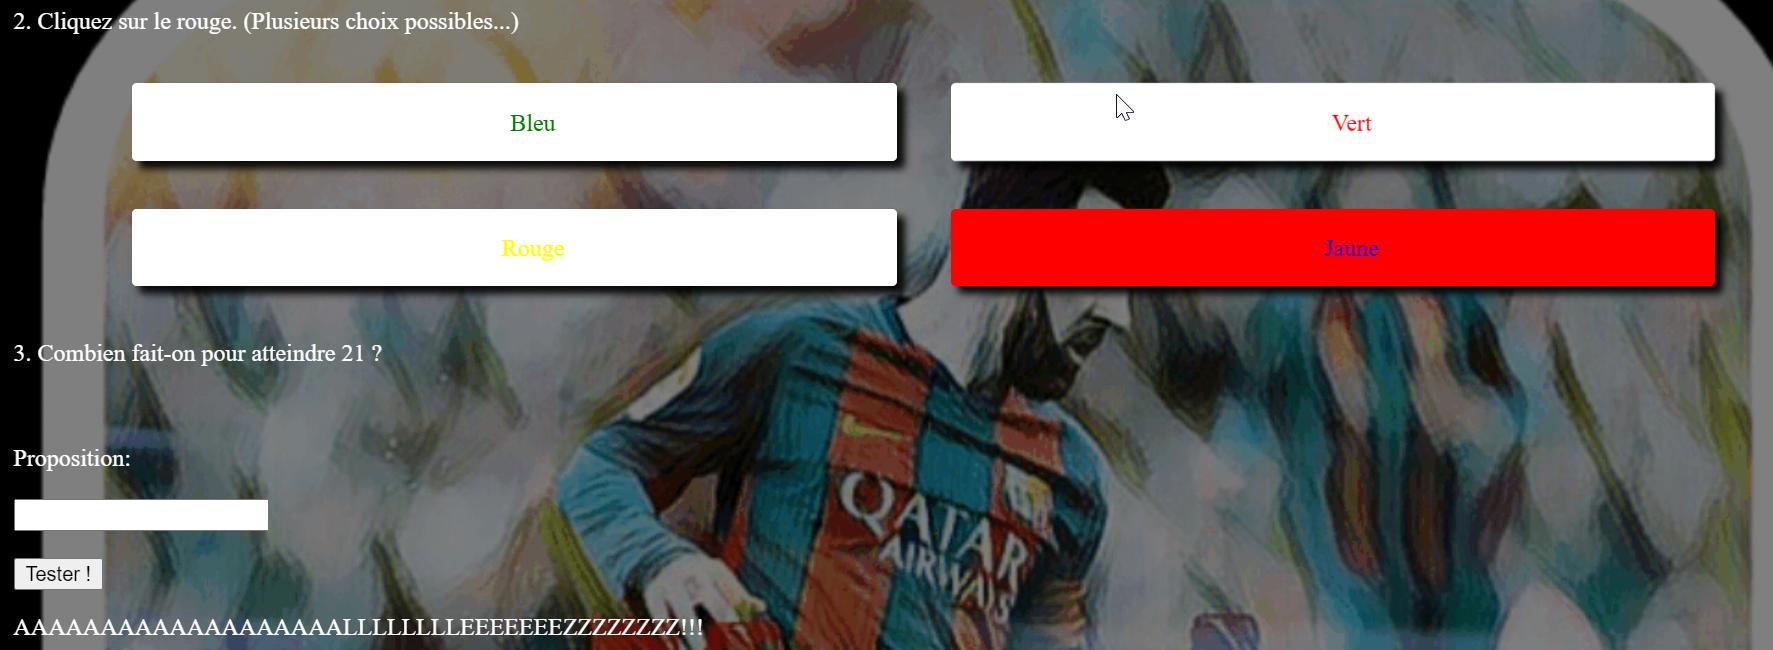 2. Cliquez sur le rouge. (Plusieurs choix possibles...)
Bleu
Vert
Rouge
Jaune
3. Combien fait-on pour atteindre 21 ?
Proposition:
Tester !
AAAAAAAAAAAAAAAAAAALLLLLLLLEEEEEEEZZZZZZZZ!!!
QATAR
AIRWAYS